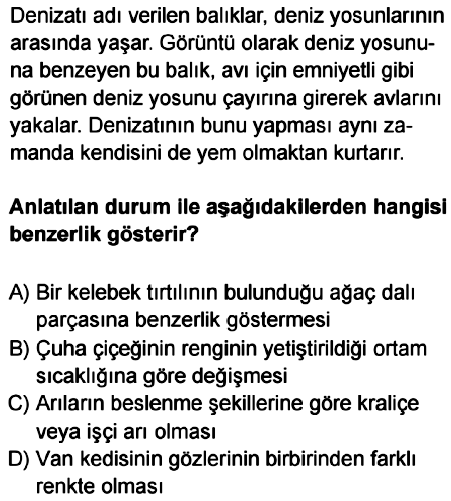 Denizatı adı verilen balıklar, deniz yosunlarının
arasında yaşar. Görüntü olarak deniz yosunu-
na benzeyen bu balık, avı için emniyetli gibi
görünen deniz yosunu çayırına girerek avlarını
yakalar. Denizatının bunu yapması aynı za-
manda kendisini de yem olmaktan kurtarır.
Anlatılan durum ile aşağıdakilerden hangisi
benzerlik gösterir?
A) Bir kelebek tırtılının bulunduğu ağaç dalı
parçasına benzerlik göstermesi
B) Çuha çiçeğinin renginin yetiştirildiği ortam
sıcaklığına göre değişmesi
C) Arıların beslenme şekillerine göre kraliçe
veya işçi arı olması
D) Van kedisinin gözlerinin birbirinden farklı
renkte olması